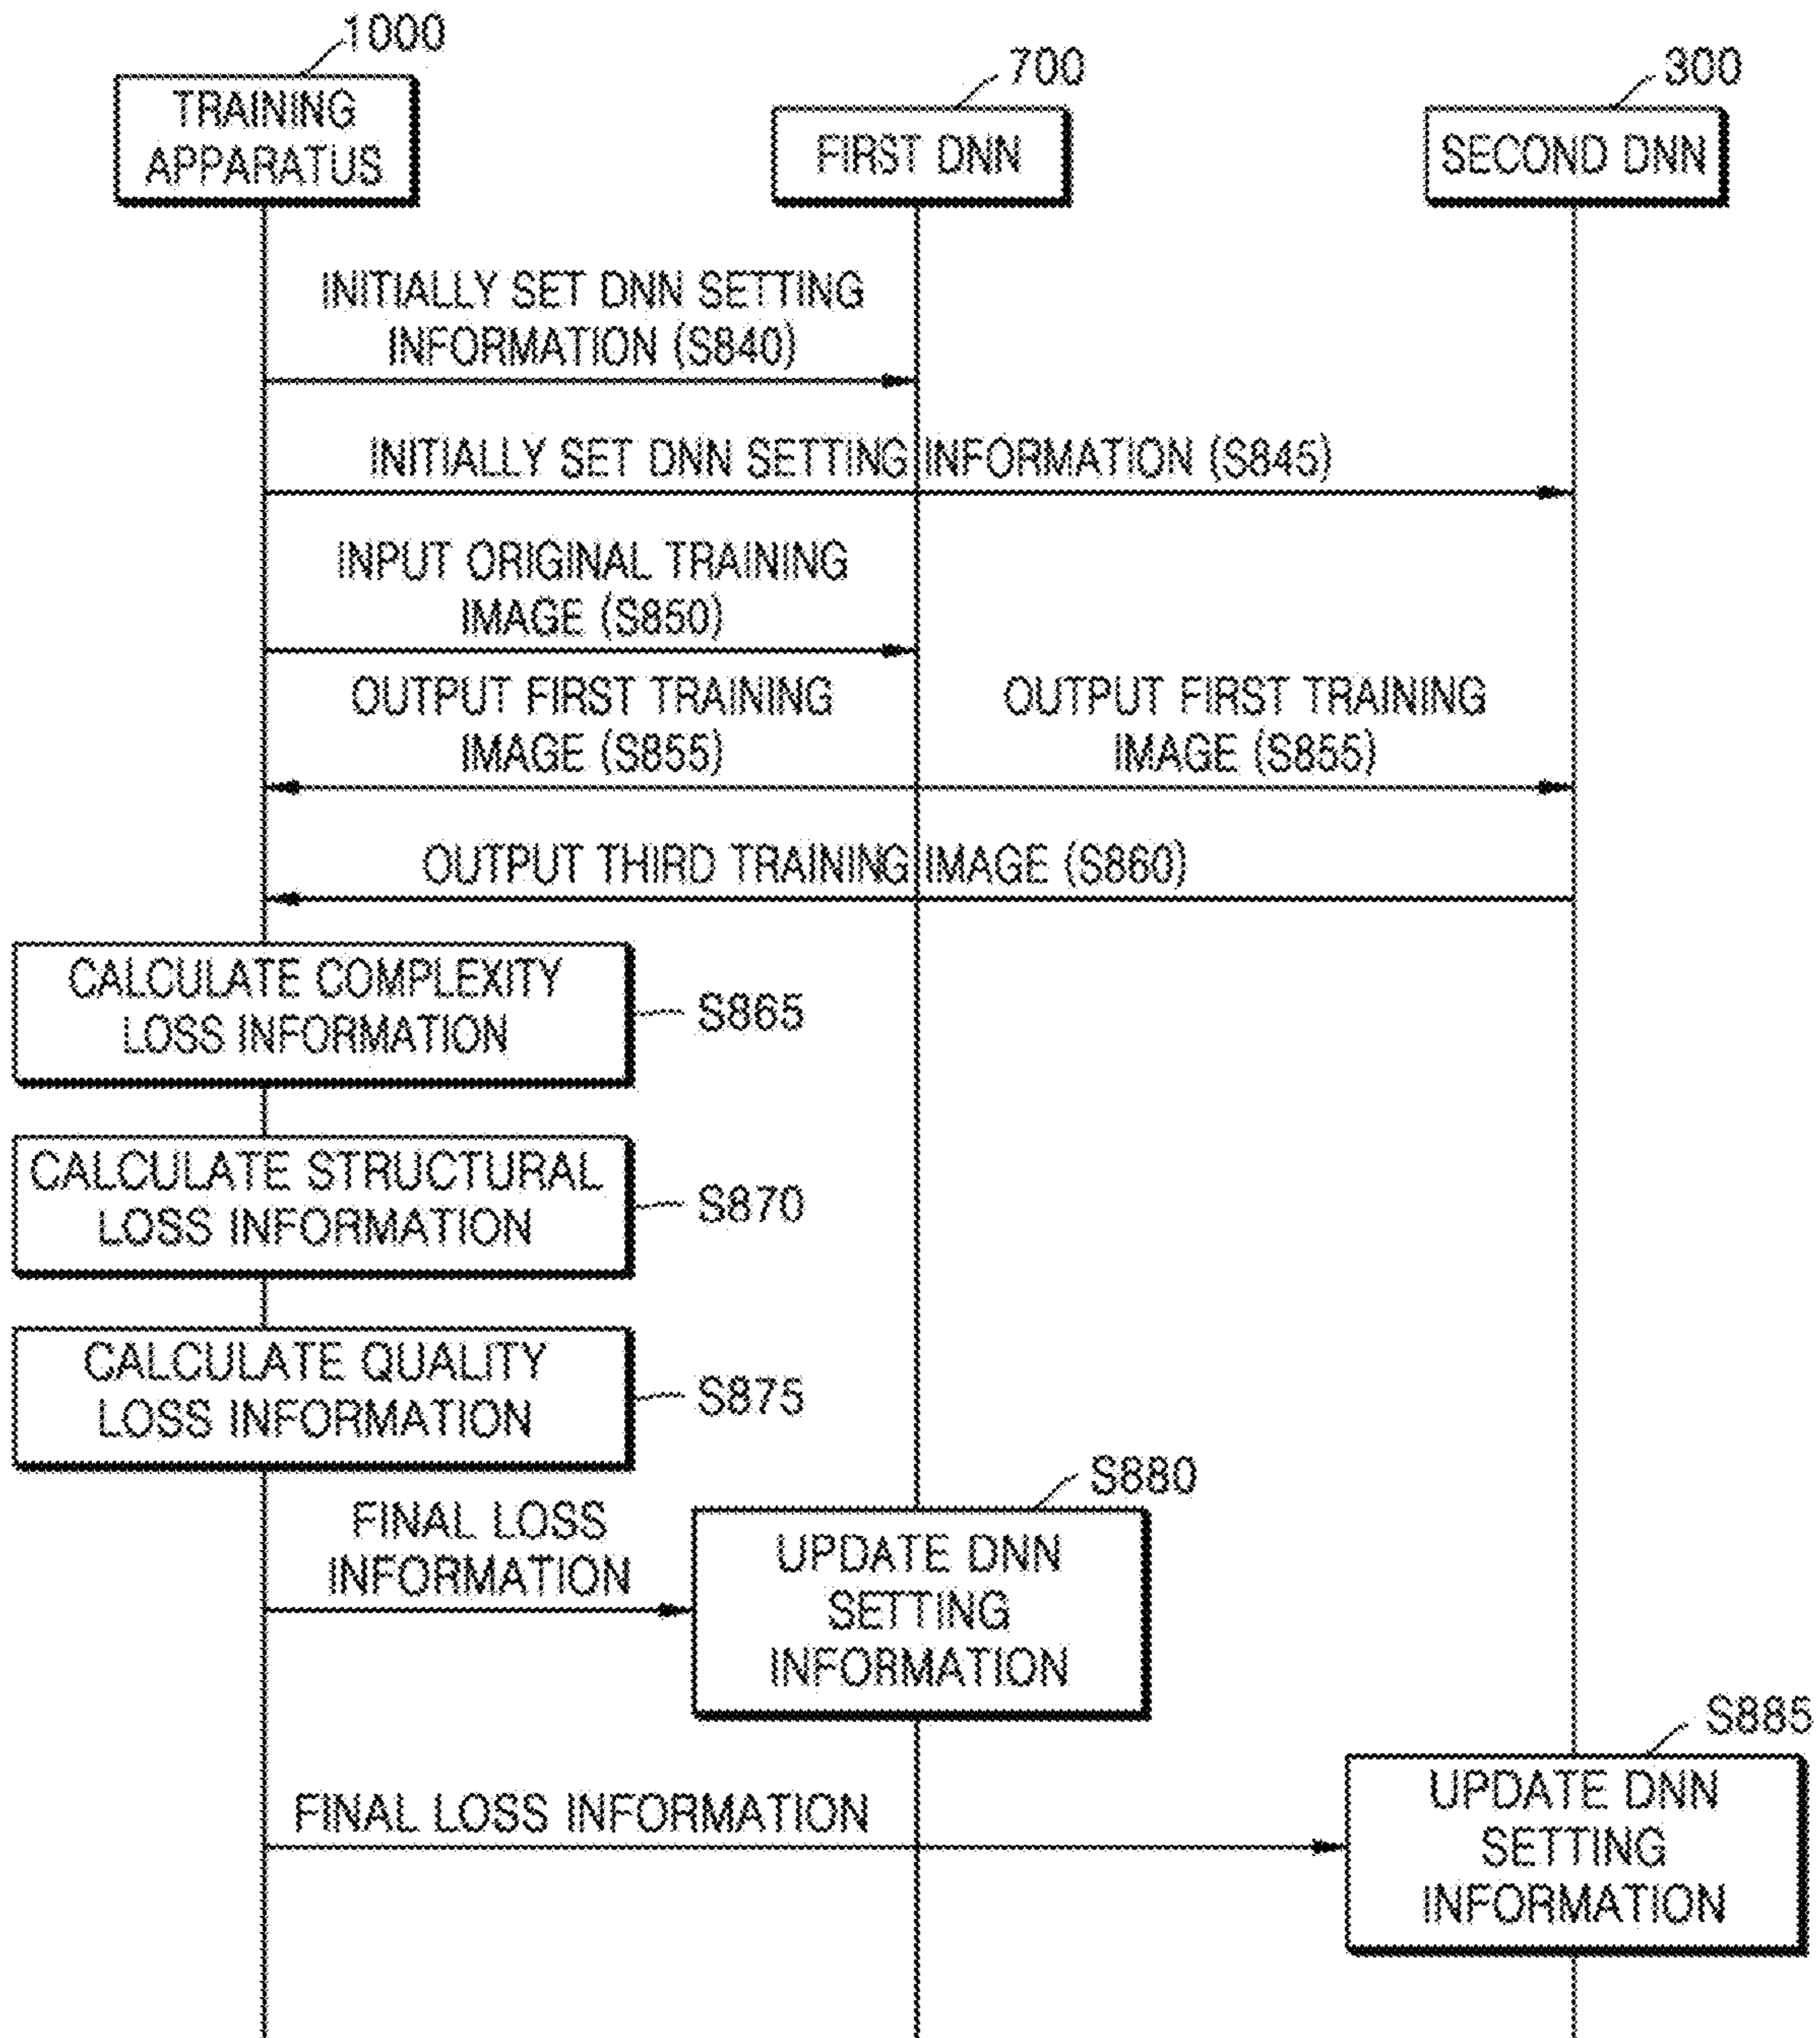 1000
700
300
TRAINING
APPARATUS
FIRST DNN
SECOND DNN
INITIALLY SET DNN SETTING
INFORMATION (S840)
INITIALLY SET DNN SETTING INFORMATION (S845)
INPUT ORIGINAL TRAINING
IMAGE (S850)
OUTPUT FIRST TRAINING
IMAGE (S855)
OUTPUT FIRST TRAINING
IMAGE (S855)
OUTPUT THIRD TRAINING IMAGE (S860)
CALCULATE COMPLEXITY
LOSS INFORMATION
S865
CALCULATE STRUCTURAL
LOSS INFORMATION
S870
CALCULATE QUALITY
LOSS INFORMATION
S875
S880
FINAL LOSS
INFORMATION
UPDATE DNN
SETTING
INFORMATION
S885
FINAL LOSS INFORMATION
UPDATE DNN
SETTING
INFORMATION